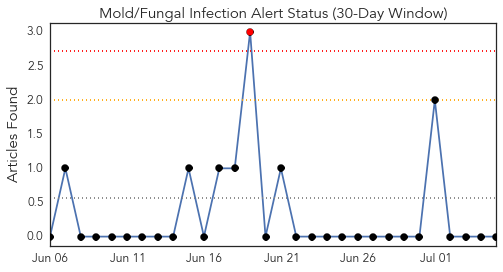 Mold/Fungal Infection Alert Status (30-Day Window)
3.0
2.5
2.0
1.5
1.0
0.5
0.0
Articles Found
Jun 06
Jun 11
Jun 16
Jun 21
Jun 26
Jul 01